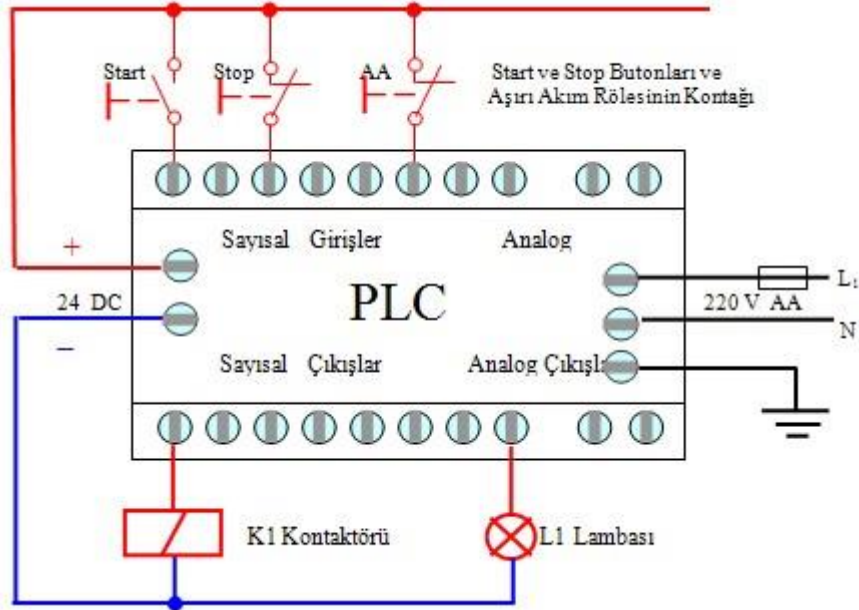 Start
Stop
AA
Start ve Stop Butonları ve
Aşırı Akım Rölesinin Kontağı
Sayısal Girişler
Analog
+
24 DC
–
PLC
L₁
220 V AA
N
Sayısal Çıkışlar
Analog Çıkışla
K1 Kontaktörü
L1 Lambası